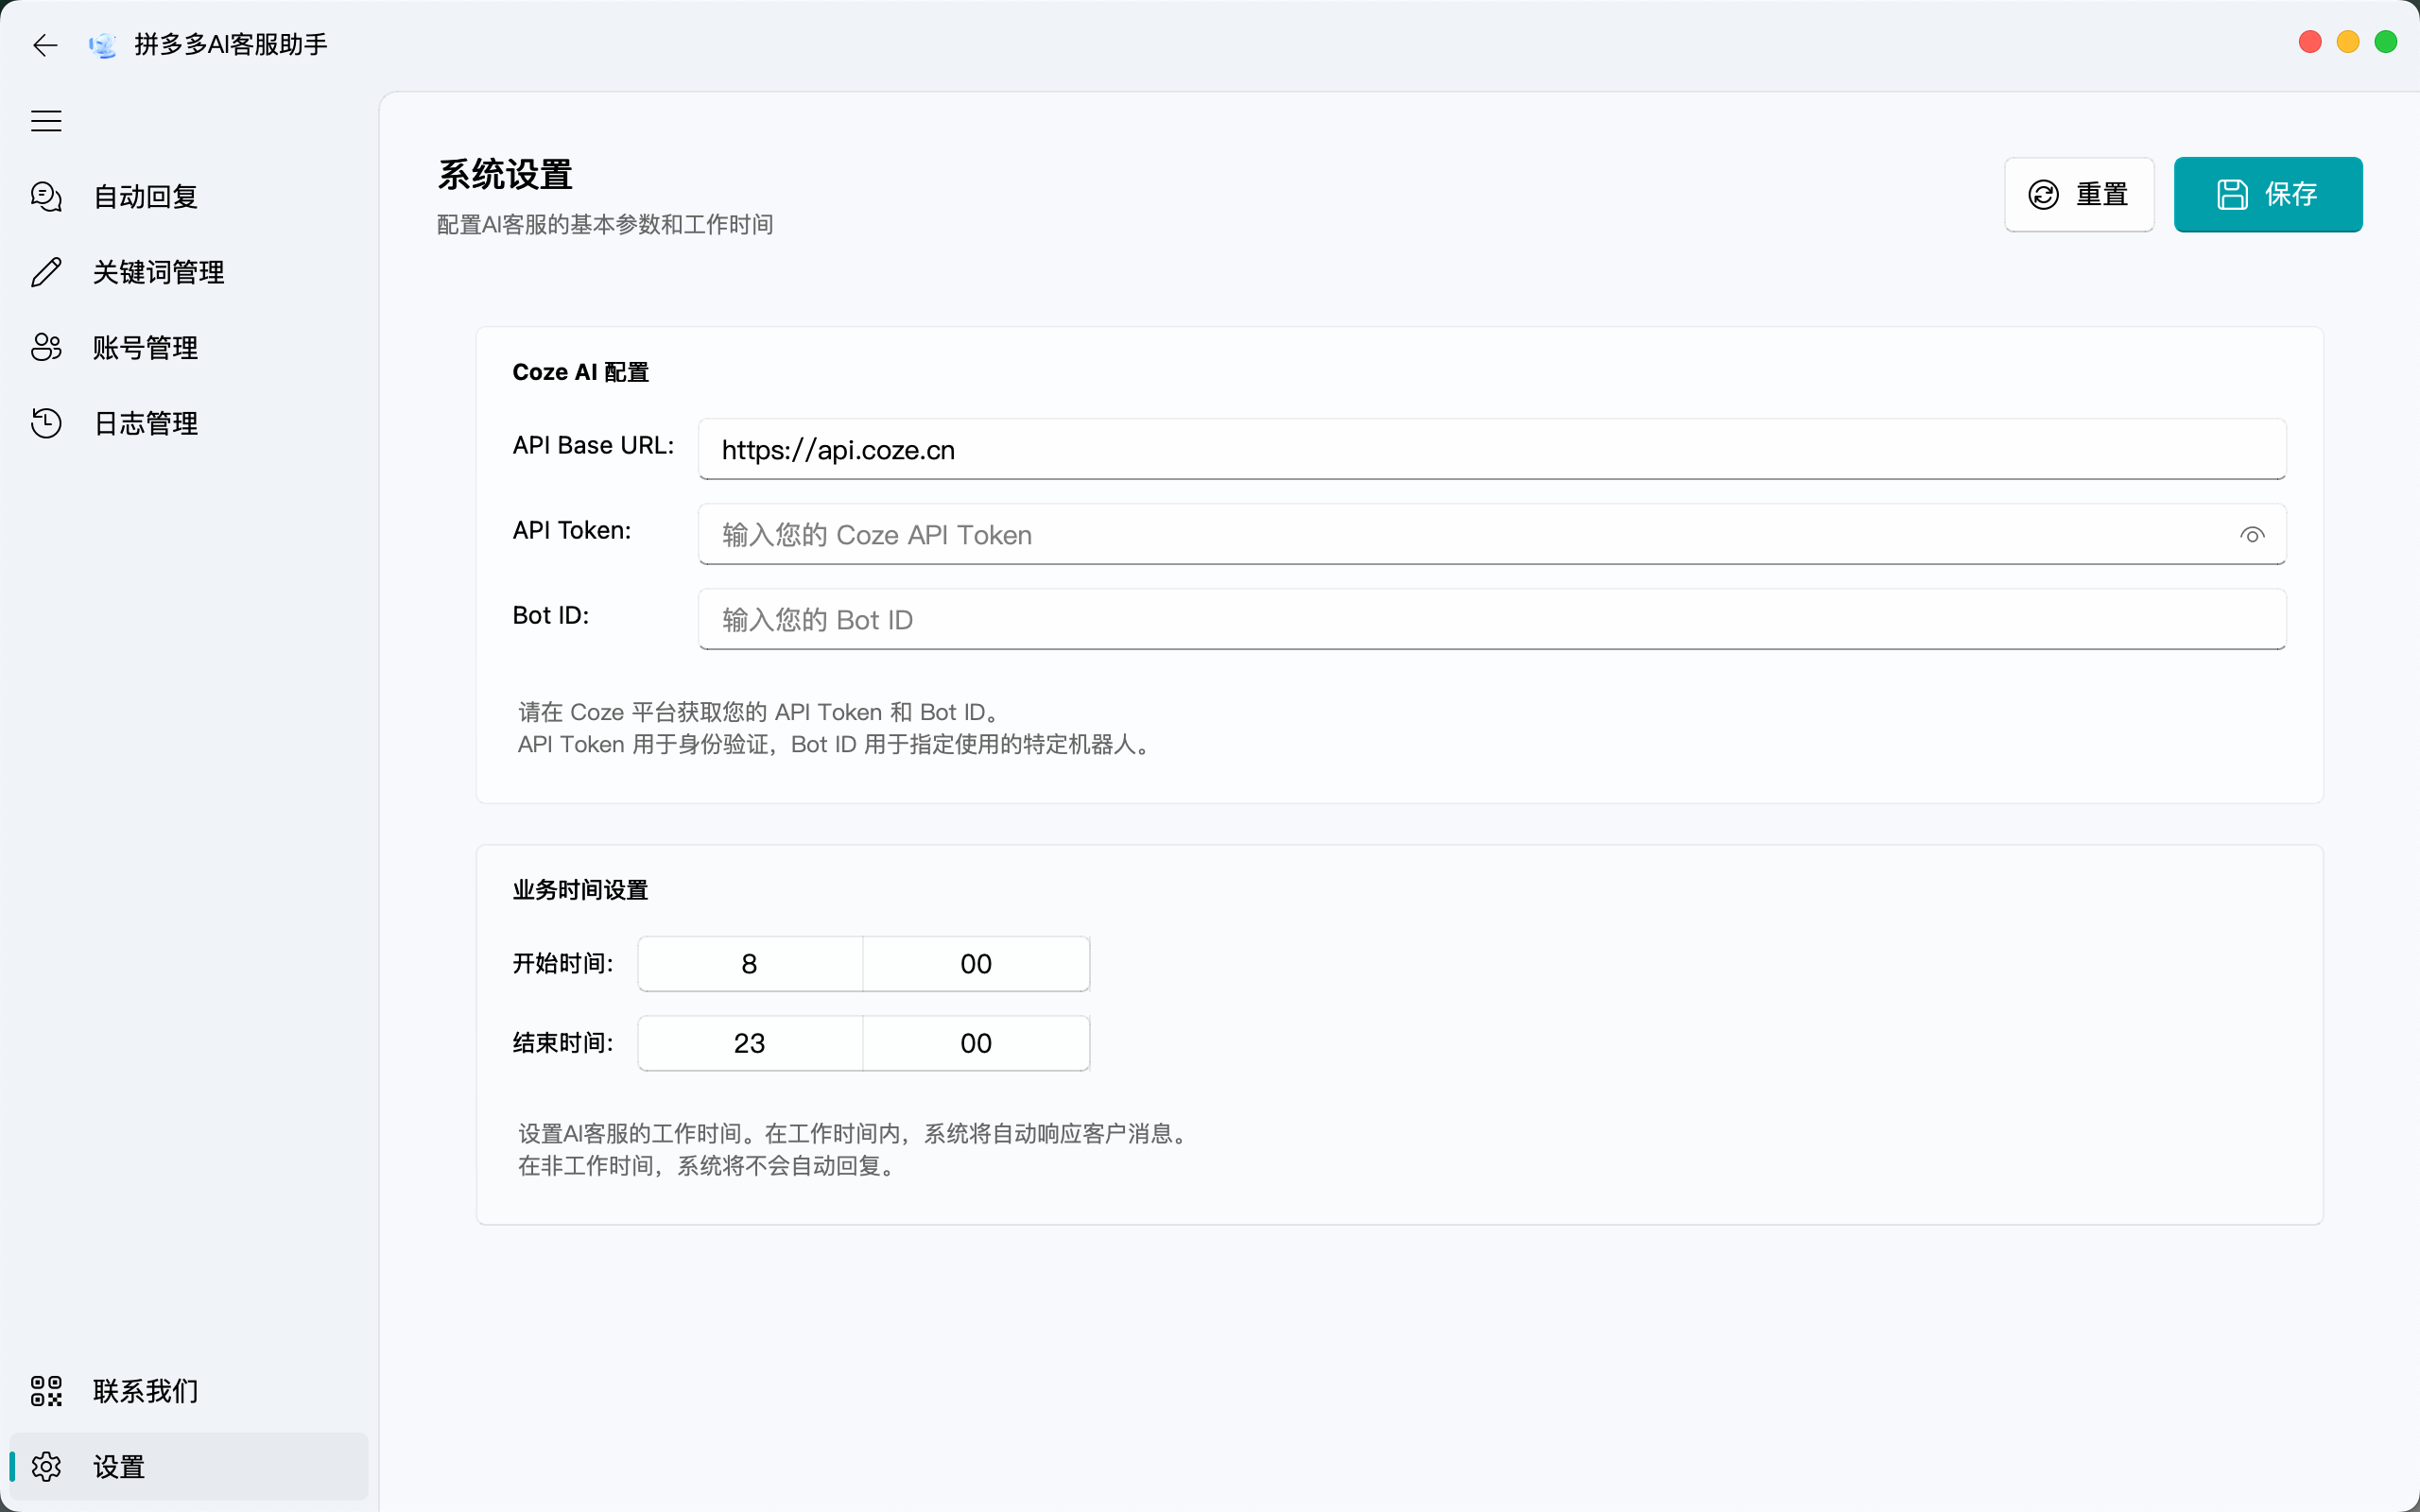 拼多多AI客服助手
自动回复
关键词管理
账号管理
日志管理
联系我们
设置
系统设置
配置AI客服的基本参数和工作时间
重置
保存
Coze AI 配置
API Base URL: https://api.coze.cn
API Token: 输入您的 Coze API Token
Bot ID: 输入您的 Bot ID
请在 Coze 平台获取您的 API Token 和 Bot ID。
API Token 用于身份验证，Bot ID 用于指定使用的特定机器人。
业务时间设置
开始时间: 8 00
结束时间: 23 00
设置AI客服的工作时间。在工作时间内，系统将自动响应客户消息。
在非工作时间，系统将不会自动回复。